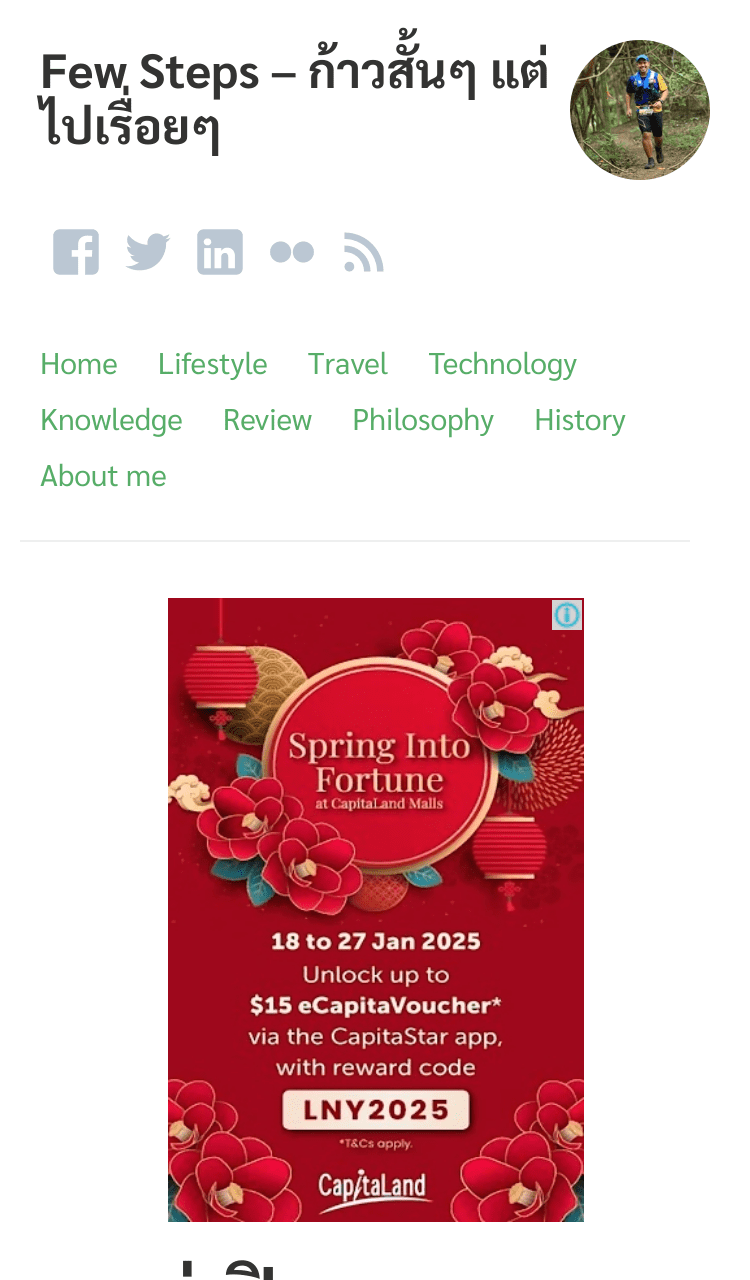 Few Steps – ก้าวสั้นๆ แต่
ไปเรื่อยๆ
Home Lifestyle Travel Technology
Knowledge Review Philosophy History
About me
Spring Into
Fortune
at CapitaLand Malls
18 to 27 Jan 2025
Unlock up to
$15 eCapitaVoucher*
via the CapitaStar app,
with reward code
LNY2025
*T&Cs apply.
CapitaLand